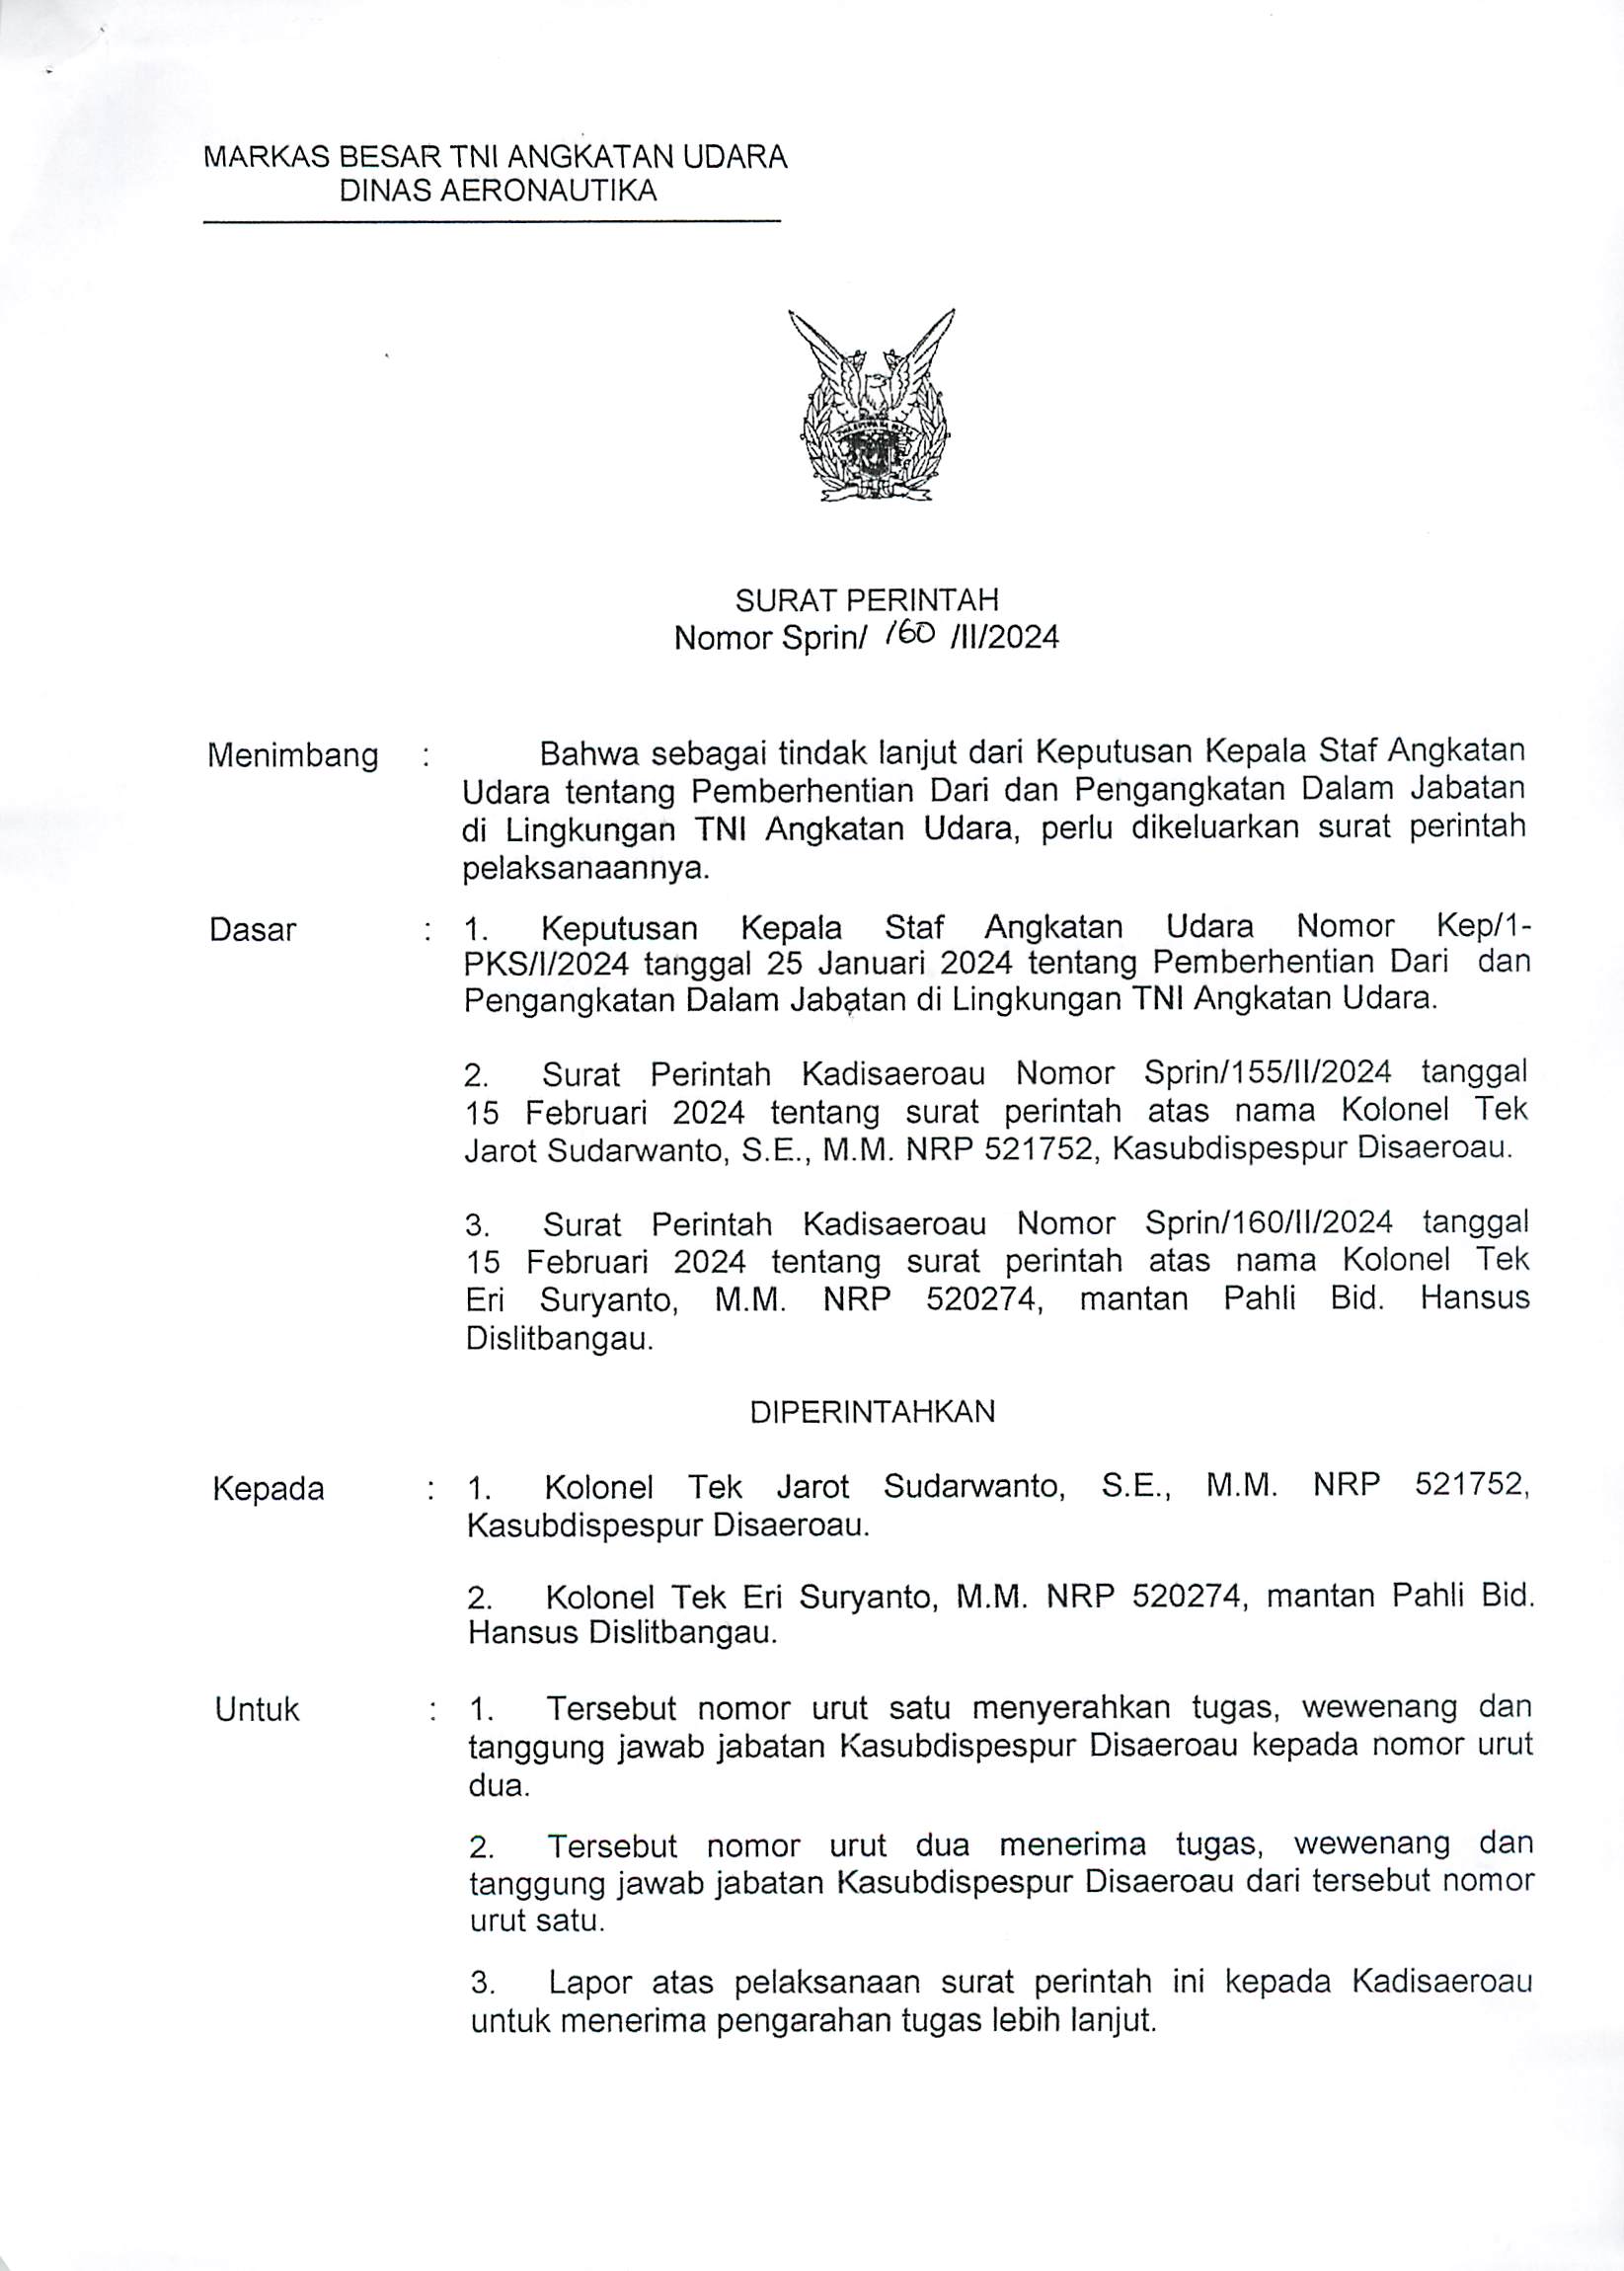 MARKAS BESAR TNI ANGKATAN UDARA
DINAS AERONAUTIKA
SURAT PERINTAH
Nomor Sprin/ 160 /II/2024
Menimbang : Bahwa sebagai tindak lanjut dari Keputusan Kepala Staf Angkatan
Udara tentang Pemberhentian Dari dan Pengangkatan Dalam Jabatan
di Lingkungan TNI Angkatan Udara, perlu dikeluarkan surat perintah
pelaksanaannya.
Dasar : 1. Keputusan Kepala Staf Angkatan Udara Nomor Kep/1-
PKS/I/2024 tanggal 25 Januari 2024 tentang Pemberhentian Dari dan
Pengangkatan Dalam Jabatan di Lingkungan TNI Angkatan Udara.
2. Surat Perintah Kadisaeroau Nomor Sprin/155/II/2024 tanggal
15 Februari 2024 tentang surat perintah atas nama Kolonel Tek
Jarot Sudarwanto, S.E., M.M. NRP 521752, Kasubdispespur Disaeroau.
3. Surat Perintah Kadisaeroau Nomor Sprin/160/II/2024 tanggal
15 Februari 2024 tentang surat perintah atas nama Kolonel Tek
Eri Suryanto, M.M. NRP 520274, mantan Pahli Bid. Hansus
Dislitbangau.
DIPERINTAHKAN
Kepada : 1. Kolonel Tek Jarot Sudarwanto, S.E., M.M. NRP 521752,
Kasubdispespur Disaeroau.
2. Kolonel Tek Eri Suryanto, M.M. NRP 520274, mantan Pahli Bid.
Hansus Dislitbangau.
Untuk : 1. Tersebut nomor urut satu menyerahkan tugas, wewenang dan
tanggung jawab jabatan Kasubdispespur Disaeroau kepada nomor urut
dua.
2. Tersebut nomor urut dua menerima tugas, wewenang dan
tanggung jawab jabatan Kasubdispespur Disaeroau dari tersebut nomor
urut satu.
3. Lapor atas pelaksanaan surat perintah ini kepada Kadisaeroau
untuk menerima pengarahan tugas lebih lanjut.